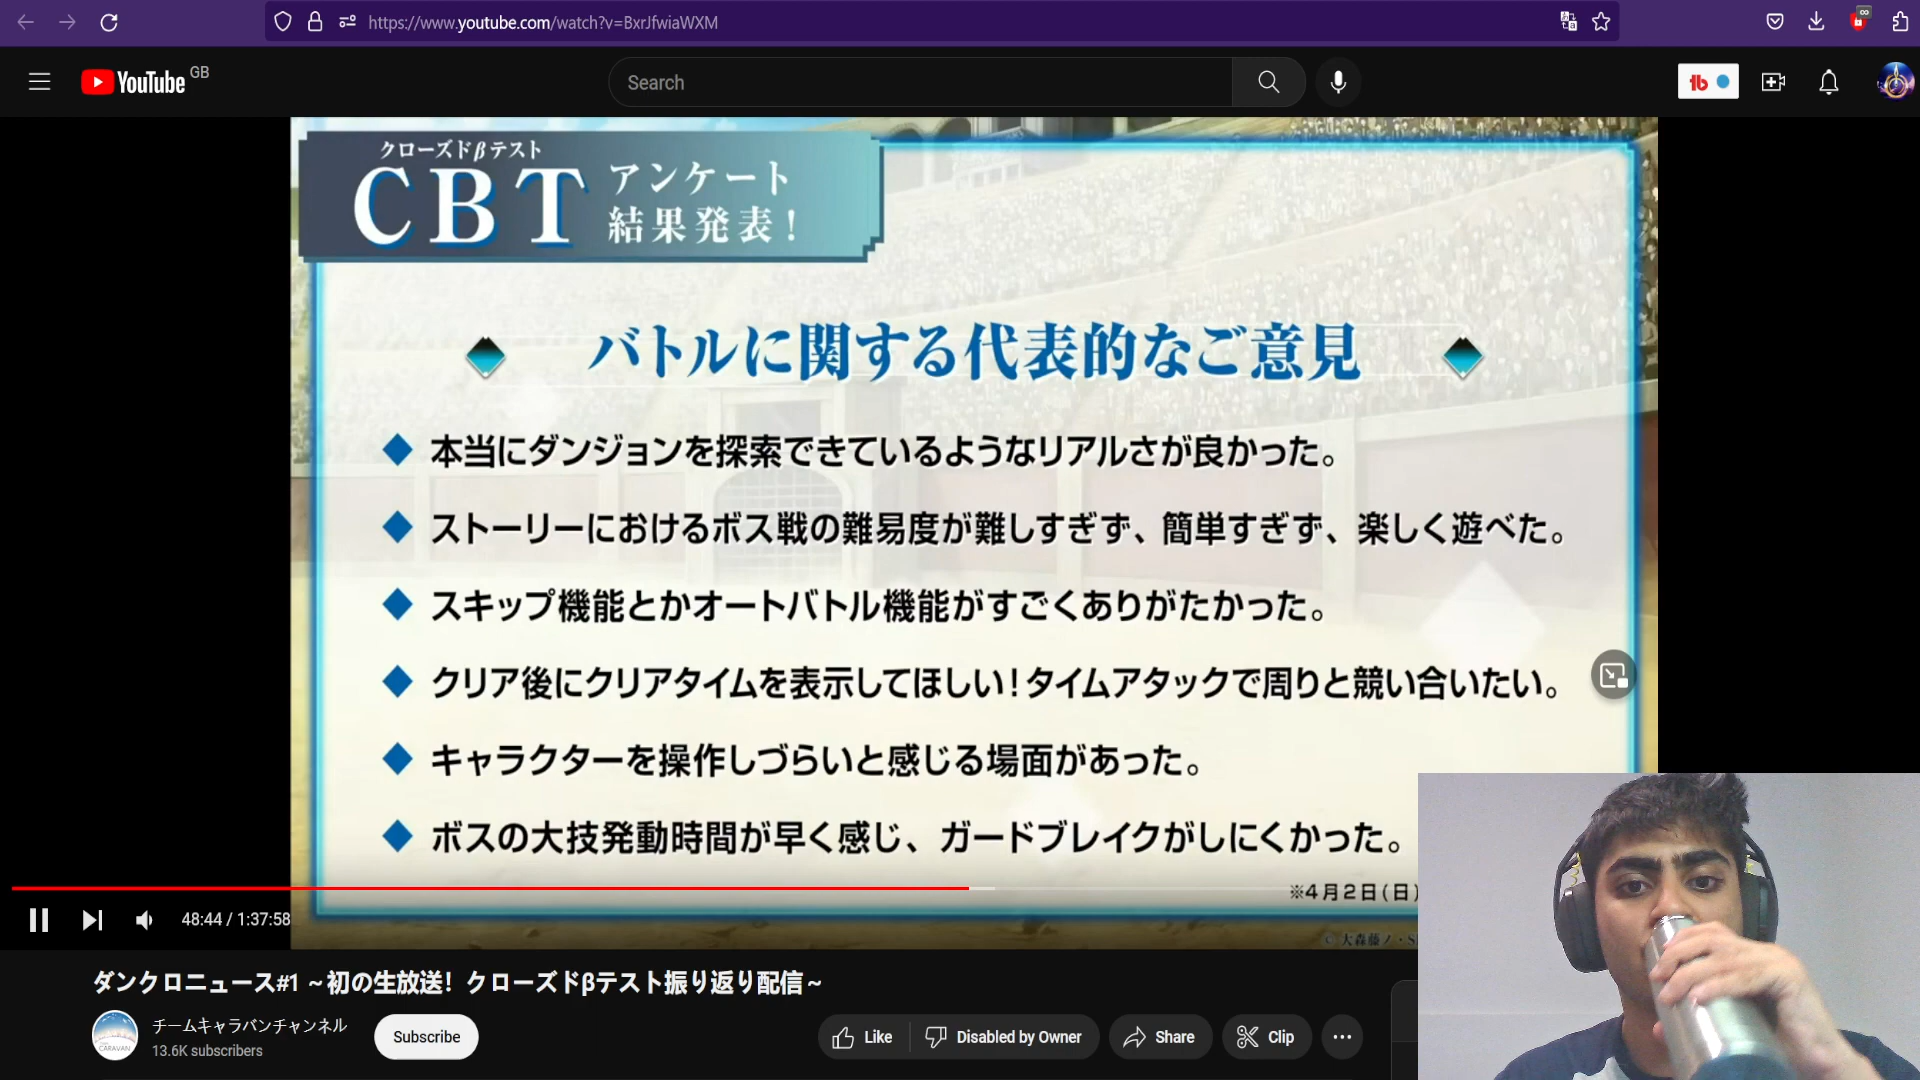 https://www.youtube.com/watch?v=BxrJfwiaWXM
YouTube GB
Search
クローズドβテスト
CBT アンケート
結果発表！
バトルに関する代表的なご意見
本当にダンジョンを探索できているようなリアルさが良かった。
ストーリーにおけるボス戦の難易度が難しすぎず、簡単すぎず、楽しく遊べた。
スキップ機能とかオートバトル機能がすごくありがたかった。
クリア後にクリアタイムを表示してほしい！タイムアタックで周りと競い合いたい。
キャラクターを操作しづらいと感じる場面があった。
ボスの大技発動時間が早く感じ、ガードブレイクがしにくかった。
※4月2日(日)
48:44 / 1:37:58
© 大森藤ノ・S
ダンクロニュース#1 ～初の生放送！クローズドβテスト振り返り配信～
チームキャラバンチャンネル
13.6K subscribers
CARAVAN
Subscribe
Like
Disabled by Owner
Share
Clip